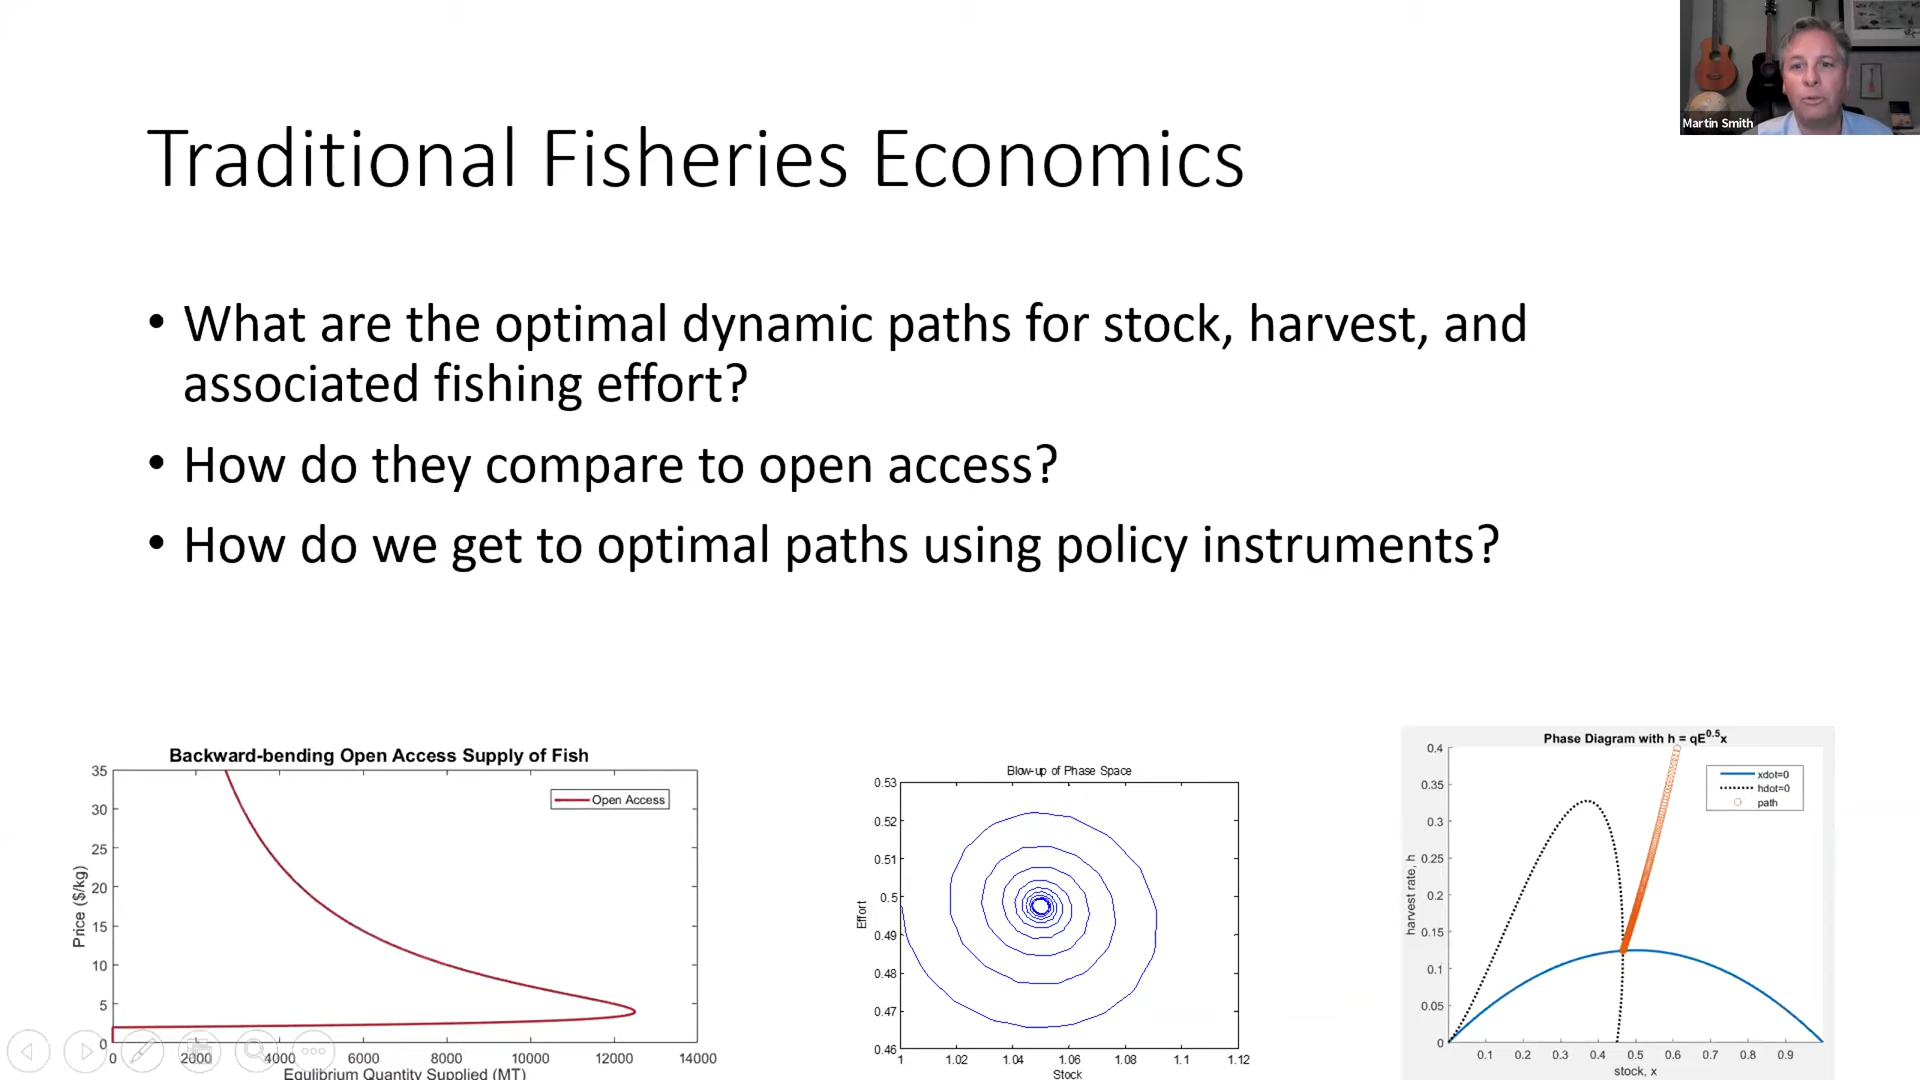 Martin Smith
Traditional Fisheries Economics
• What are the optimal dynamic paths for stock, harvest, and
associated fishing effort?
• How do they compare to open access?
• How do we get to optimal paths using policy instruments?
Backward-bending Open Access Supply of Fish
Open Access
Price ($/kg)
35
30
25
20
15
10
5
0
0 2000 4000 6000 8000 10000 12000 14000
Equlibrium Quantity Supplied (MT)
Blow-up of Phase Space
Effort
0.53
0.52
0.51
0.5
0.49
0.48
0.47
0.46
1 1.02 1.04 1.06 1.08 1.1 1.12
Stock
Phase Diagram with h = qE^0.5x
xdot=0
hdot=0
path
harvest rate, h
0.4
0.35
0.3
0.25
0.2
0.15
0.1
0.05
0
0.1 0.2 0.3 0.4 0.5 0.6 0.7 0.8 0.9
stock, x